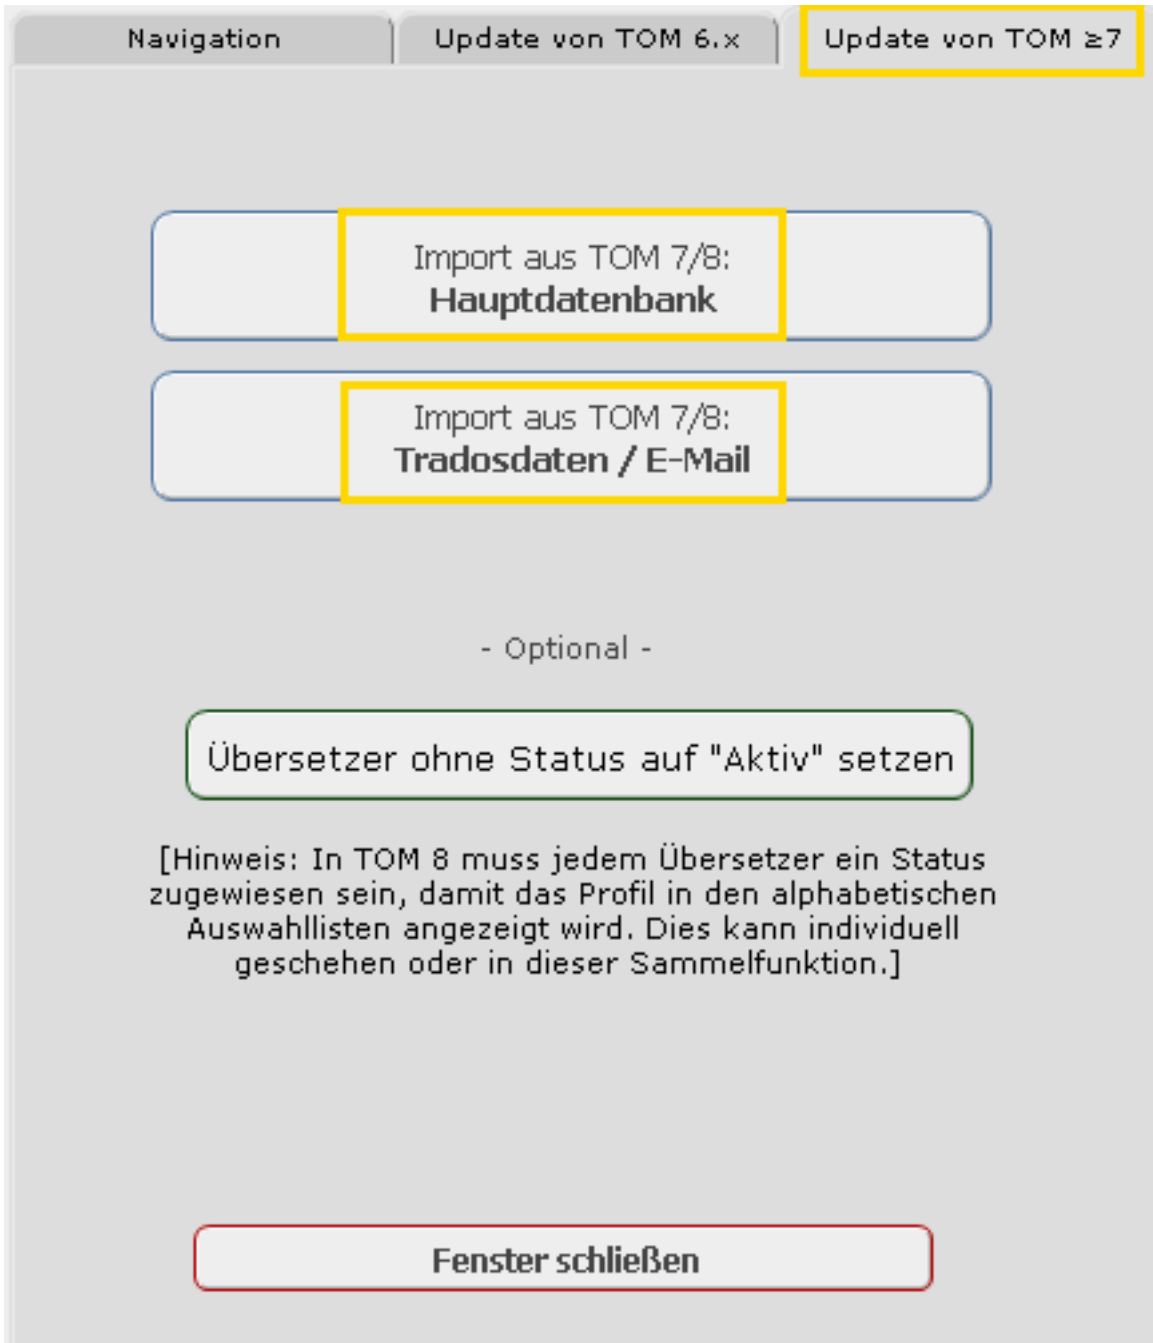 Navigation
Update von TOM 6.x
Update von TOM ≥7
Import aus TOM 7/8:
Hauptdatenbank
Import aus TOM 7/8:
Tradosdaten / E-Mail
- Optional -
Übersetzer ohne Status auf "Aktiv" setzen
[Hinweis: In TOM 8 muss jedem Übersetzer ein Status
zugewiesen sein, damit das Profil in den alphabetischen
Auswahllisten angezeigt wird. Dies kann individuell
geschehen oder in dieser Sammelfunktion.]
Fenster schließen